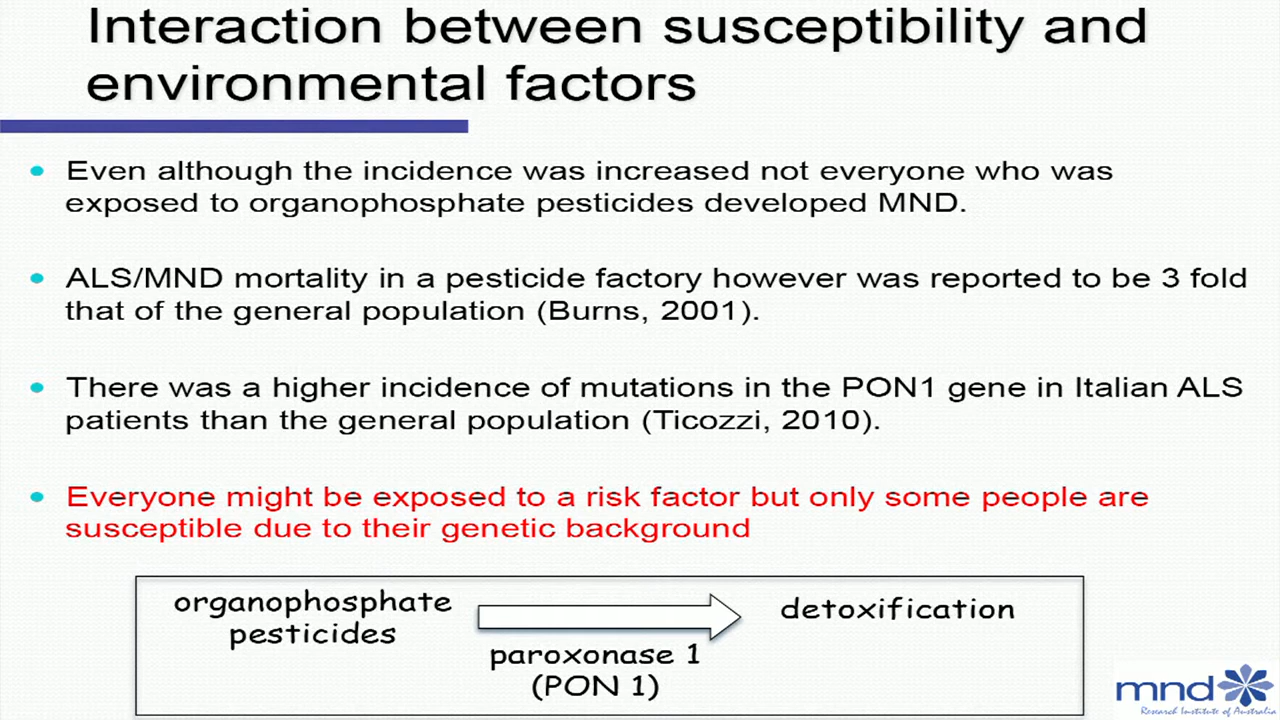 Interaction between susceptibility and
environmental factors
Even although the incidence was increased not everyone who was
exposed to organophosphate pesticides developed MND.
ALS/MND mortality in a pesticide factory however was reported to be 3 fold
that of the general population (Burns, 2001).
There was a higher incidence of mutations in the PON1 gene in Italian ALS
patients than the general population (Ticozzi, 2010).
Everyone might be exposed to a risk factor but only some people are
susceptible due to their genetic background
organophosphate
pesticides
detoxification
paroxonase 1
(PON 1)
mnd
Research Institute of Australia